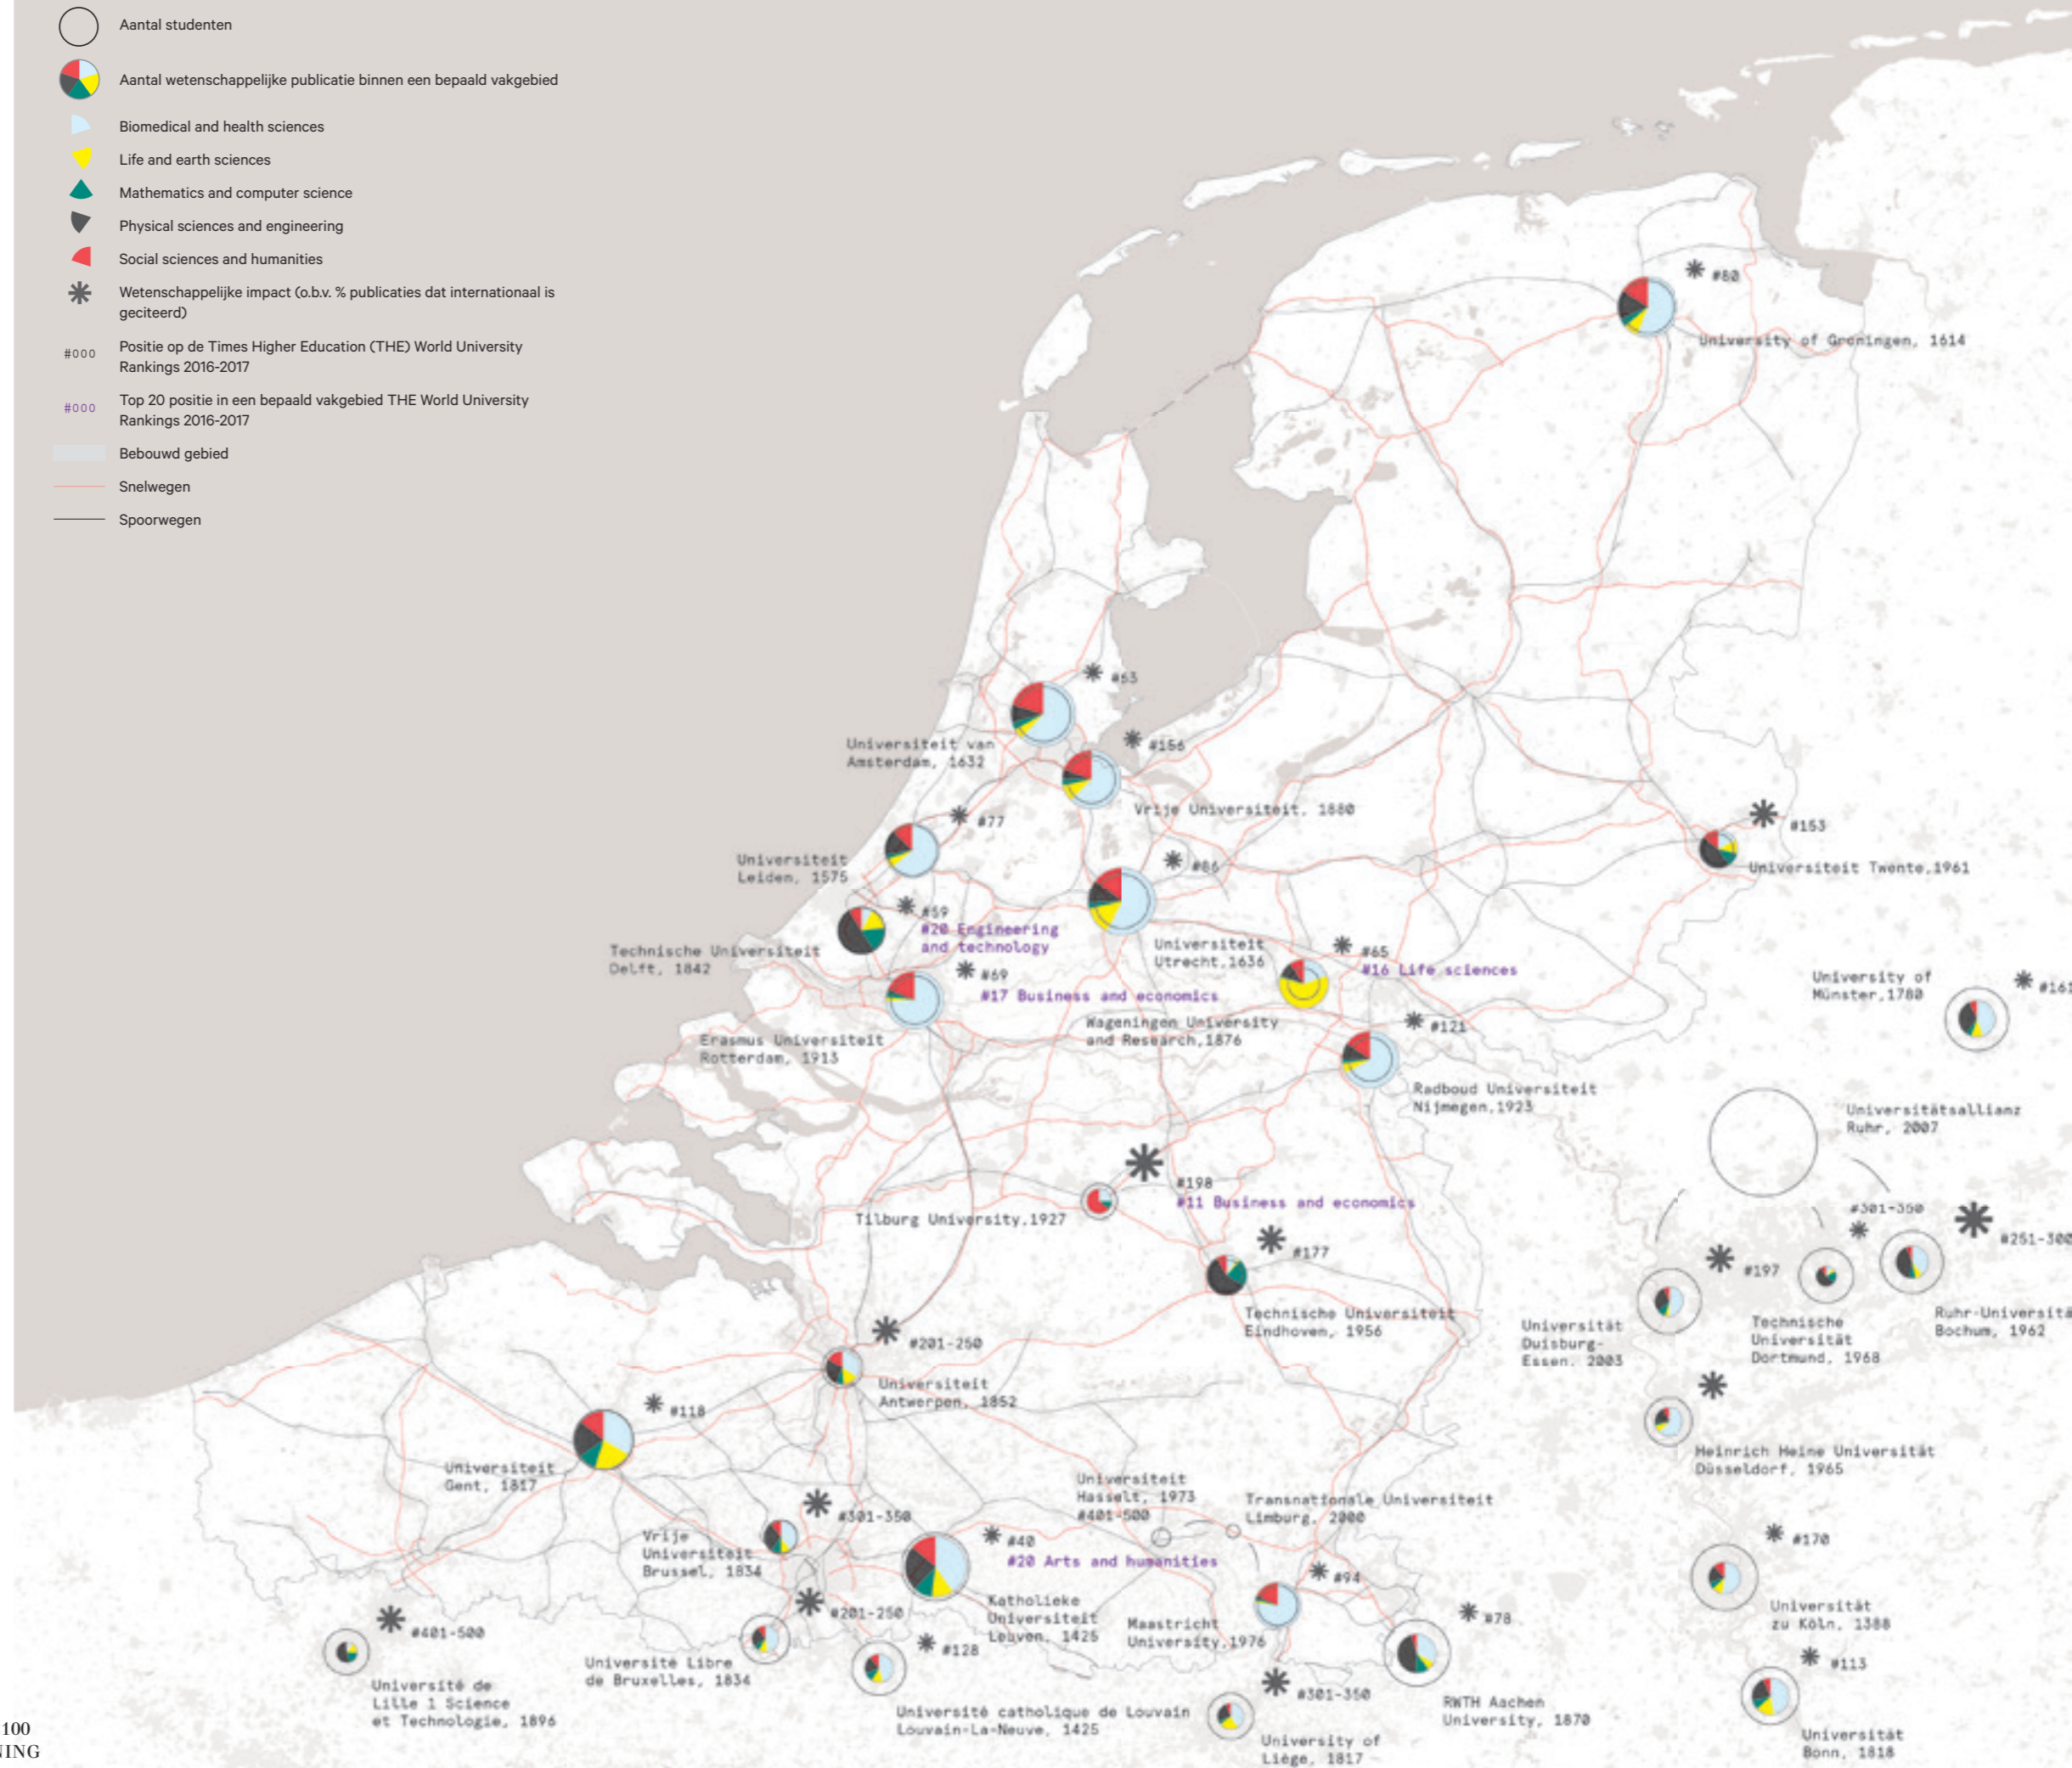 Aantal studenten
Aantal wetenschappelijke publicatie binnen een bepaald vakgebied
Biomedical and health sciences
Life and earth sciences
Mathematics and computer science
Physical sciences and engineering
Social sciences and humanities
Wetenschappelijke impact (o.b.v. % publicaties dat internationaal is
geciteerd)
#000
Positie op de Times Higher Education (THE) World University
Rankings 2016-2017
#000
Top 20 positie in een bepaald vakgebied THE World University
Rankings 2016-2017
Bebouwd gebied
Snelwegen
Spoorwegen
#80
University of Groningen, 1614
#63
Universiteit van
Amsterdam, 1632
#156
Vrije Universiteit, 1880
#77
Universiteit
Leiden, 1575
#153
Universiteit Twente,1961
#86
Universiteit
Utrecht,1636
#59
#20 Engineering
and technology
Technische Universiteit
Delft, 1842
#69
#17 Business and economics
Erasmus Universiteit
Rotterdam, 1913
#65
#16 Life sciences
Wageningen University
and Research,1876
#121
Radboud Universiteit
Nijmegen,1923
University of
Münster,1780
#161
Universitätsallianz
Ruhr, 2007
#198
#11 Business and economics
Tilburg University,1927
#177
Technische Universiteit
Eindhoven, 1956
#301-350
#251-300
#197
Universität
Duisburg-
Essen, 2003
Technische
Universität
Dortmund, 1968
Ruhr-Universitä
Bochum, 1962
#201-250
Universiteit
Antwerpen, 1852
#118
Universiteit
Gent, 1817
Heinrich Heine Universität
Düsseldorf, 1965
#301-350
Vrije
Universiteit
Brussel, 1834
Universiteit
Hasselt, 1973
#401-500
Transnationale Universiteit
Limburg, 2000
#40
#20 Arts and humanities
Katholieke
Universiteit
Leuven, 1425
#94
Maastricht
University,1976
#170
Universität
zu Köln, 1388
#401-500
Université de
Lille 1 Science
et Technologie, 1896
#201-250
Université Libre
de Bruxelles, 1834
#128
Université catholique de Louvain
Louvain-La-Neuve, 1425
#301-350
University of
Liège, 1817
#78
RWTH Aachen
University, 1870
#113
Universität
Bonn, 1818
100
NING